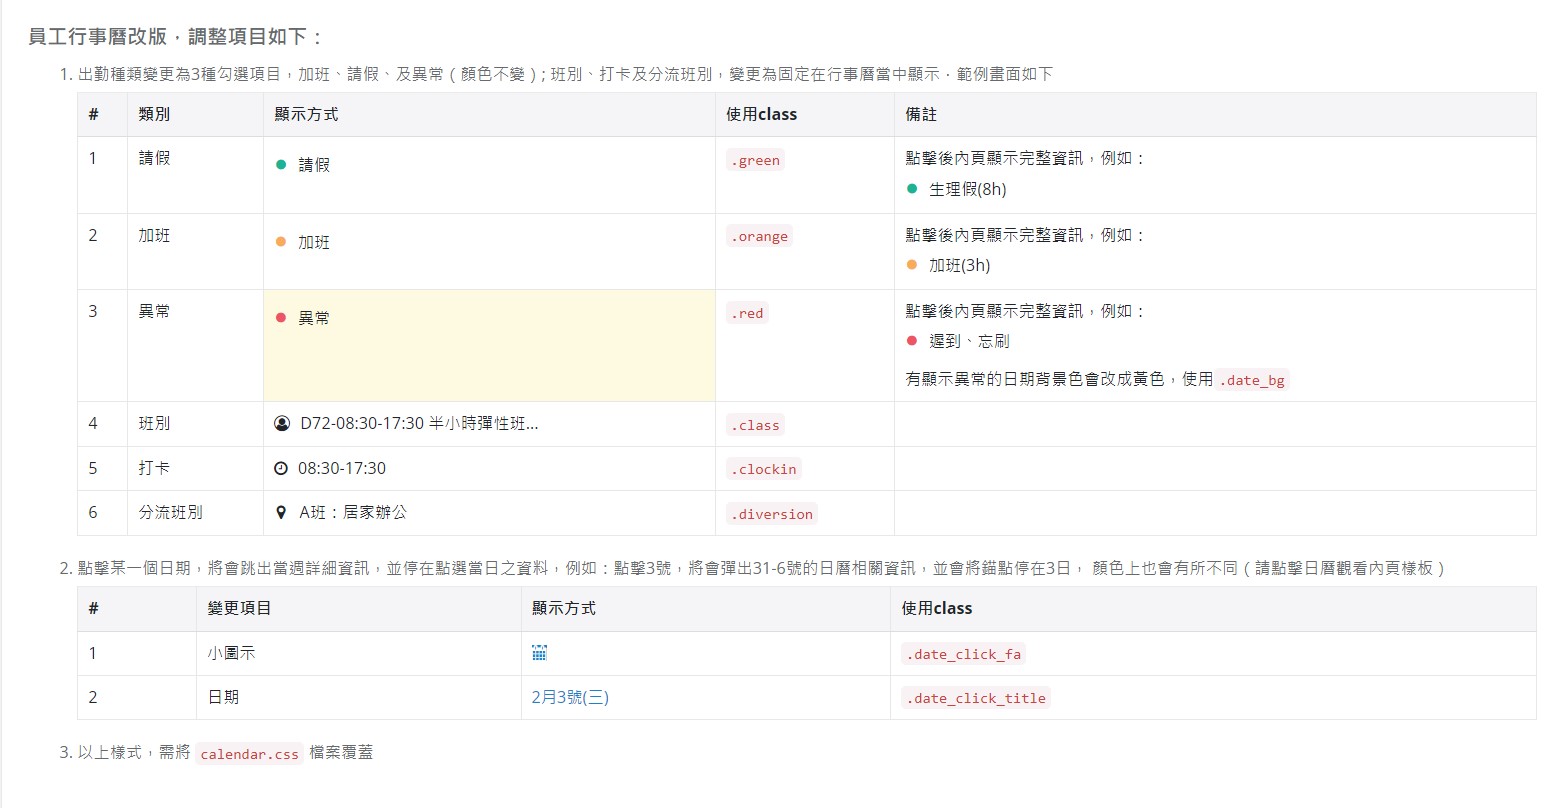 員工行事曆改版，調整項目如下：
1. 出勤種類變更為3種勾選項目，加班、請假、及異常（顏色不變）；班別、打卡及分流班別，變更為固定在行事曆當中顯示．範例畫面如下
# 類別 顯示方式 使用class 備註
1 請假 請假 .green 點擊後內頁顯示完整資訊，例如：
生理假(8h)
2 加班 加班 .orange 點擊後內頁顯示完整資訊，例如：
加班(3h)
3 異常 異常 .red 點擊後內頁顯示完整資訊，例如：
遲到、忘刷
有顯示異常的日期背景色會改成黃色，使用 .date_bg
4 班別 D72-08:30-17:30 半小時彈性班... .class
5 打卡 08:30-17:30 .clockin
6 分流班別 A班：居家辦公 .diversion
2. 點擊某一個日期，將會跳出當週詳細資訊，並停在點選當日之資料，例如：點擊3號，將會彈出31-6號的日曆相關資訊，並會將錨點停在3日， 顏色上也會有所不同（請點擊日曆觀看內頁樣板）
# 變更項目 顯示方式 使用class
1 小圖示 .date_click_fa
2 日期 2月3號(三) .date_click_title
3. 以上樣式，需將 calendar.css 檔案覆蓋